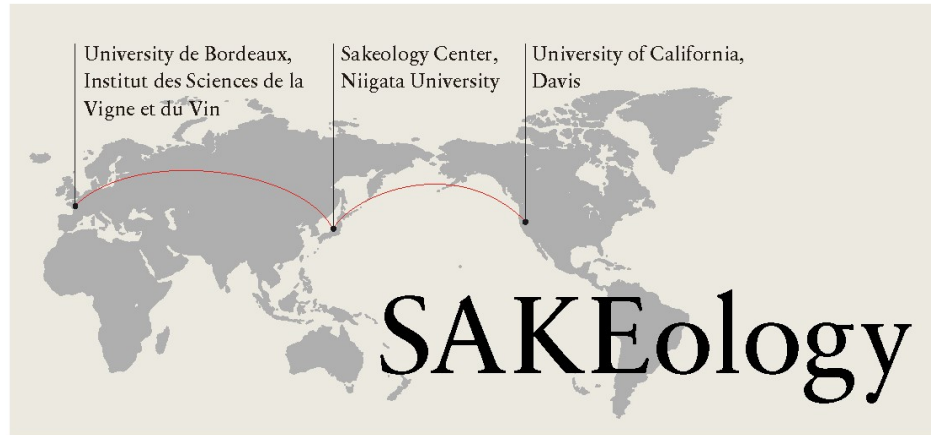 University de Bordeaux,
Institut des Sciences de la
Vigne et du Vin
Sakeology Center,
Niigata University
University of California,
Davis
SAKEology